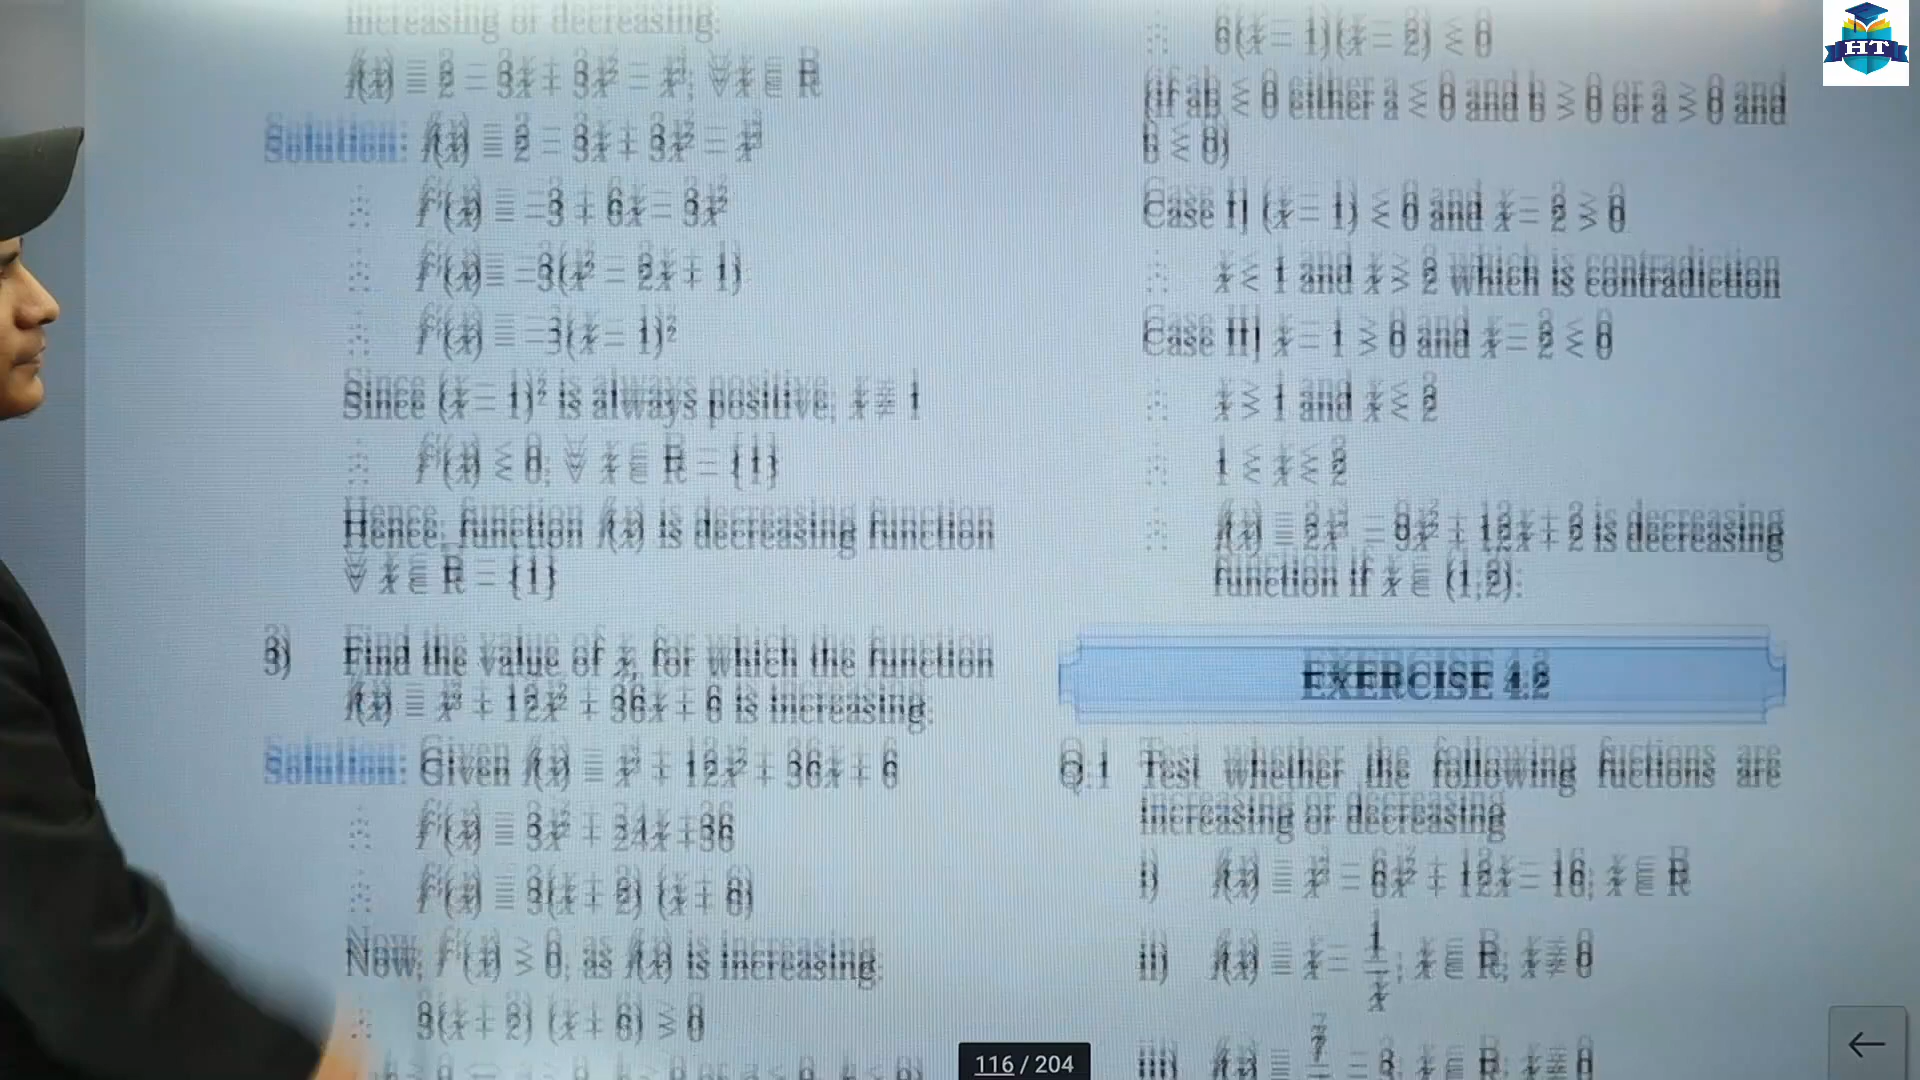 increasing or decreasing.
f(x) = 2 – 3x + 3x² – x³, ∀x ∈ R
Solution: f(x) = 2 – 3x + 3x² – x³
∴ f'(x) = –3 + 6x – 3x²
∴ f'(x) = –3(x² – 2x + 1)
∴ f'(x) = –3(x – 1)²
Since (x – 1)² is always positive, x ≠ 1
∴ f'(x) < 0, ∀ x ∈ R – {1}
Hence, function f(x) is decreasing function
∀ x ∈ R – {1}
3) Find the value of x, for which the function
f(x) = x³ + 12x² + 36x + 6 is increasing.
Solution: Given f(x) = x³ + 12x² + 36x + 6
∴ f'(x) = 3x² + 24x+36
∴ f'(x) = 3(x + 2) (x + 6)
Now, f'(x) > 0, as f(x) is increasing.
∴ 3(x + 2) (x + 6) > 0
∴ 6(x – 1)(x – 2) < 0
(if ab < 0 either a < 0 and b > 0 or a > 0 and
b < 0)
Case I] (x – 1) < 0 and x – 2 > 0
∴ x < 1 and x > 2 which is contradiction
Case II] x – 1 > 0 and x – 2 < 0
∴ x > 1 and x < 2
∴ 1 < x < 2
∴ f(x) = 2x³ – 9x² + 12x + 2 is decreasing
function if x ∈ (1,2).
EXERCISE 4.2
Q.1 Test whether the following fuctions are
increasing or decreasing
i) f(x) = x³ – 6x² + 12x – 16, x ∈ R
ii) f(x) = x – 1/x, x ∈ R, x ≠ 0
iii) f(x) = 7/ – 3, x ∈ R, x ≠ 0
116 / 204
HT